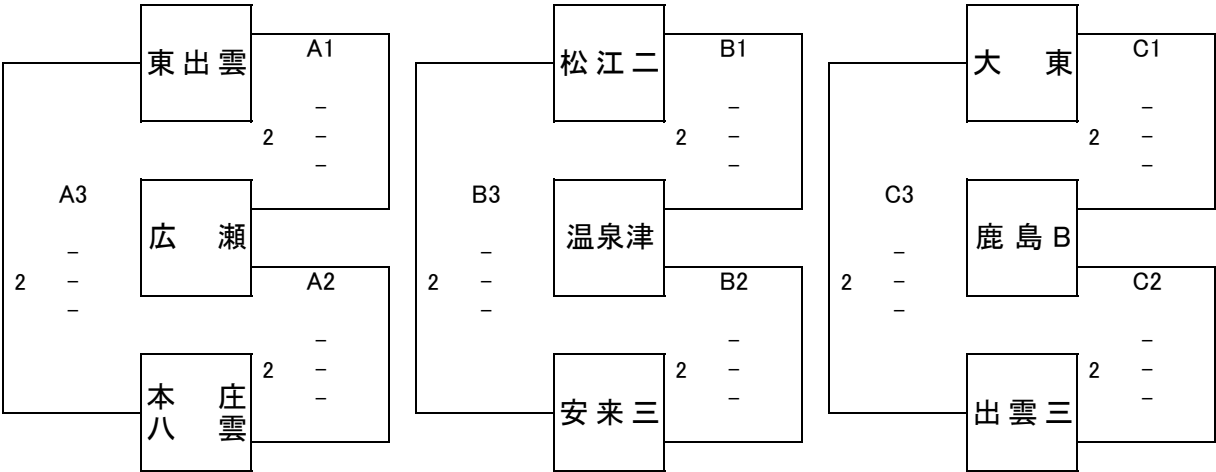 東出雲 A1 松江二 B1 大東 C1
－ － －
2 － 2 － 2 －
－ － －
A3 B3 C3
広瀬 温泉津 鹿島B
－ － －
2 － A2 2 － B2 2 － C2
－ － －
－ － －
本庄 2 － 2 － 2 －
八雲 － 安来三 － 出雲三 －